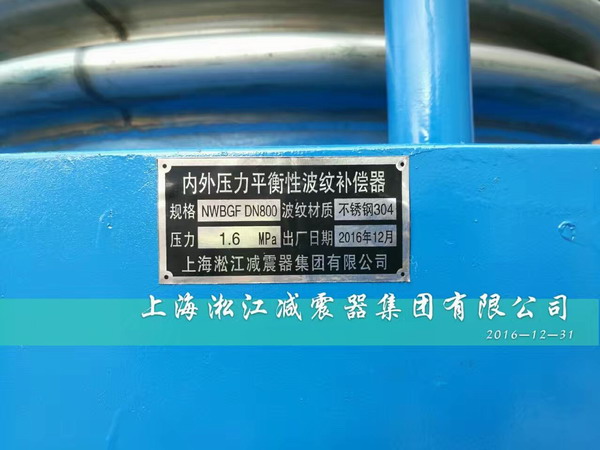 内外压力平衡性波纹补偿器
规格 NWBGF DN800 波纹材质 不锈钢304
压力 1.6 MPa 出厂日期 2016年12月
上海淞江减震器集团有限公司
上海淞江减震器集团有限公司
2016—12—31